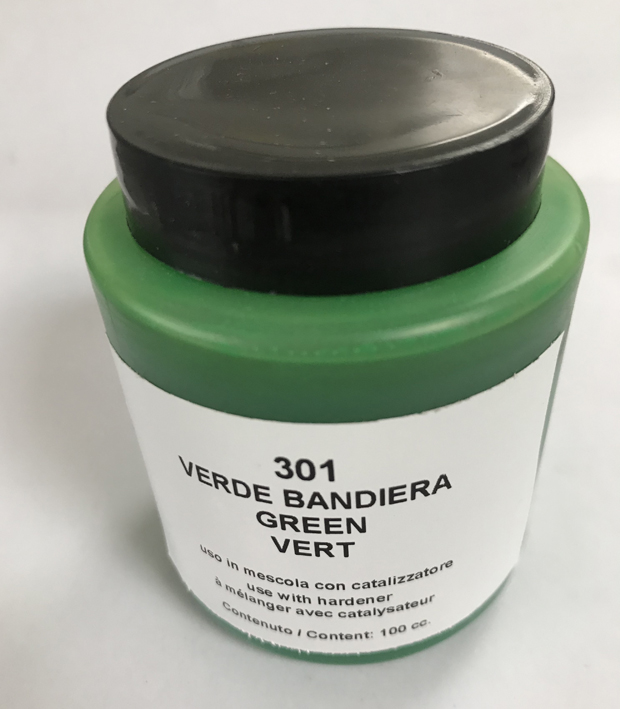 301
VERDE BANDIERA
GREEN
VERT
uso in mescola con catalizzatore
use with hardener
à mélanger avec catalysateur
Contenuto / Content: 100 cc.